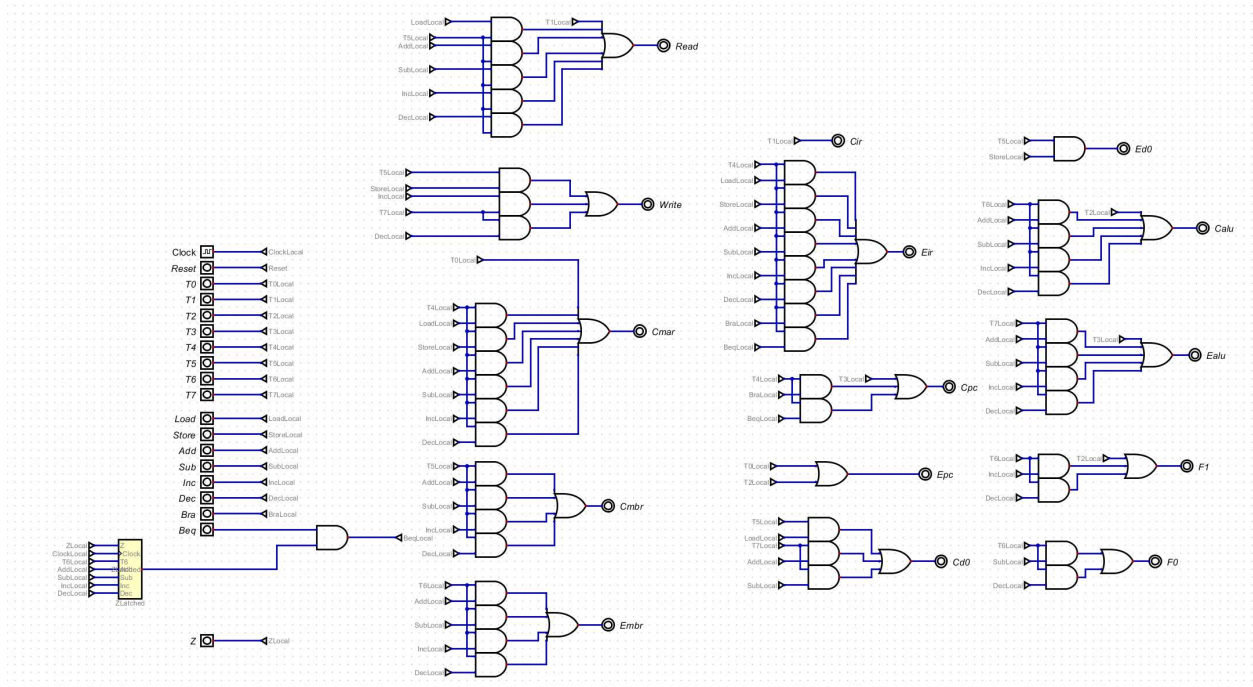 LoadLocal
T1Local
T5Local
AddLocal
Read
SubLocal
IncLocal
DecLocal
T1Local
Cir
T5Local
StoreLocal
Ed0
T5Local
StoreLocal
IncLocal
T7Local
DecLocal
Write
T4Local
LoadLocal
StoreLocal
AddLocal
SubLocal
IncLocal
DecLocal
BraLocal
BeqLocal
Eir
T6Local
T2Local
AddLocal
SubLocal
IncLocal
DecLocal
Calu
Clock
ClockLocal
Reset
Reset
T0
T0Local
T1
T1Local
T2
T2Local
T3
T3Local
T4
T4Local
T5
T5Local
T6
T6Local
T7
T7Local
Load
LoadLocal
Store
StoreLocal
Add
AddLocal
Sub
SubLocal
Inc
IncLocal
Dec
DecLocal
Bra
BraLocal
Beq
BeqLocal
T0Local
T4Local
LoadLocal
StoreLocal
AddLocal
SubLocal
IncLocal
DecLocal
Cmar
T7Local
AddLocal
T3Local
SubLocal
IncLocal
DecLocal
Ealu
T4Local
T3Local
BraLocal
BeqLocal
Cpc
T5Local
AddLocal
SubLocal
IncLocal
DecLocal
Cmbr
T0Local
T2Local
Epc
T6Local
T2Local
IncLocal
DecLocal
F1
T5Local
LoadLocal
T7Local
AddLocal
SubLocal
Cd0
T6Local
SubLocal
DecLocal
F0
ZLocal
Z
ClockLocal
Clock
T6Local
T6
AddLocal
SubLocal
Sub
IncLocal
Inc
DecLocal
Dec
ZLatched
T6Local
AddLocal
SubLocal
IncLocal
DecLocal
Embr
Z
ZLocal